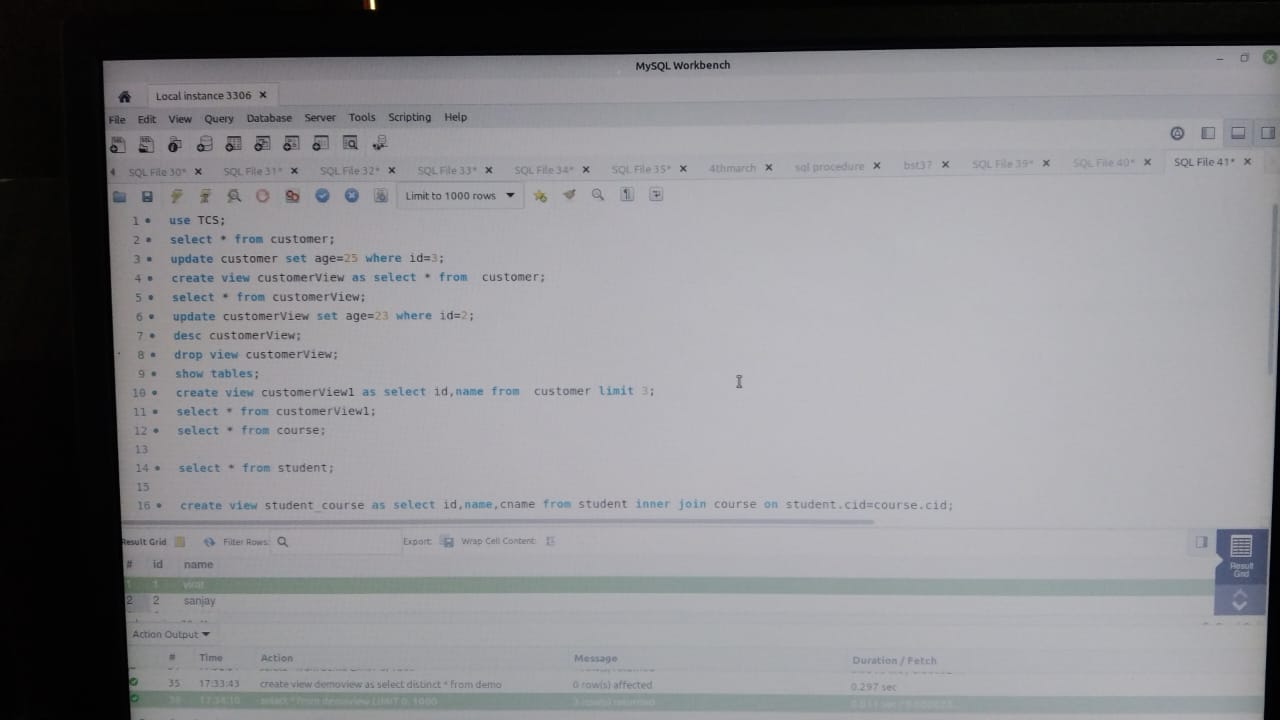 MySQL Workbench
Local instance 3306
File Edit View Query Database Server Tools Scripting Help
SQL File 30* SQL File 31* SQL File 32* SQL File 33* SQL File 34* SQL File 35* 4thmarch sql procedure bst37 SQL File 39* SQL File 40* SQL File 41*
Limit to 1000 rows
1 use TCS;
2 select * from customer;
3 update customer set age=25 where id=3;
4 create view customerView as select * from  customer;
5 select * from customerView;
6 update customerView set age=23 where id=2;
7 desc customerView;
8 drop view customerView;
9 show tables;
10 create view customerView1 as select id,name from  customer limit 3;
11 select * from customerView1;
12 select * from course;
13
14 select * from student;
15
16 create view student_course as select id,name,cname from student inner join course on student.cid=course.cid;
Result Grid Filter Rows: Export: Wrap Cell Content:
Result Grid
# id name
1 1 virat
2 2 sanjay
Action Output
# Time Action Message Duration / Fetch
35 17:33:43 create view demoview as select distinct * from demo 0 row(s) affected 0.297 sec
17:34:10 select * from demoview LIMIT 0, 1000 3 row(s) returned